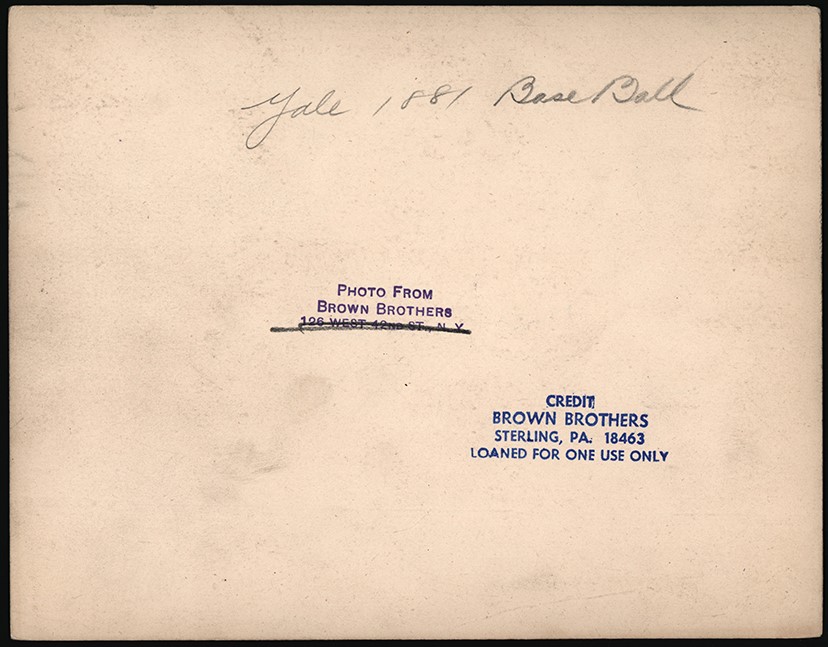 Yale 1881 Base Ball
PHOTO FROM
BROWN BROTHERS
126 WEST 42ND ST., N. Y.
CREDIT
BROWN BROTHERS
STERLING, PA. 18463
LOANED FOR ONE USE ONLY